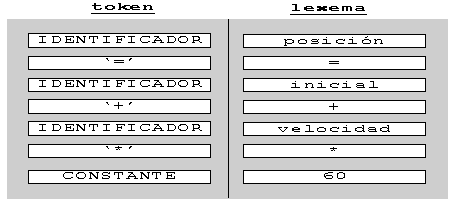 token lexema
IDENTIFICADOR posición
‘=’ =
IDENTIFICADOR inicial
‘+’ +
IDENTIFICADOR velocidad
‘*’ *
CONSTANTE 60